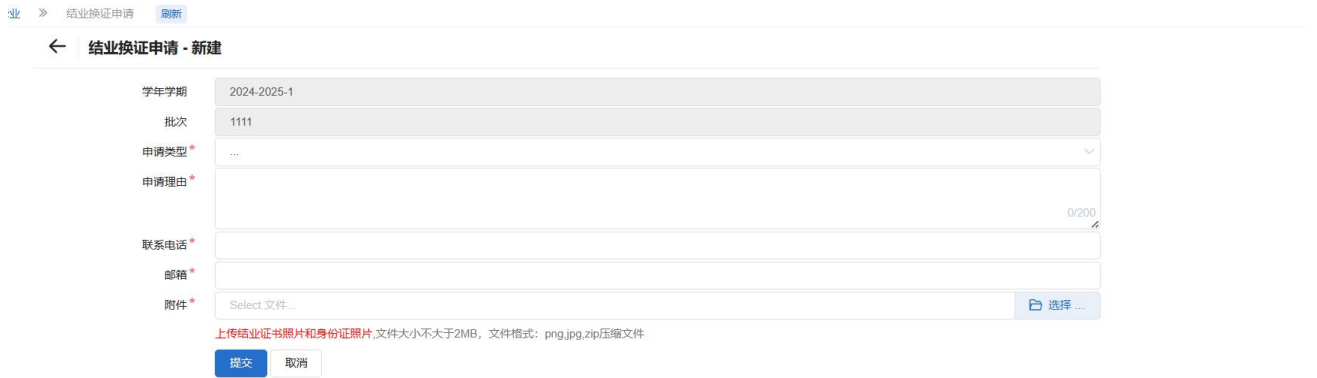 业 » 结业换证申请 刷新
← 结业换证申请 - 新建
学年学期 2024-2025-1
批次 1111
申请类型* ...
申请理由*
0/200
联系电话*
邮箱*
附件* Select 文件... 选择 ...
上传结业证书照片和身份证照片,文件大小不大于2MB，文件格式：png,jpg,zip压缩文件
提交 取消